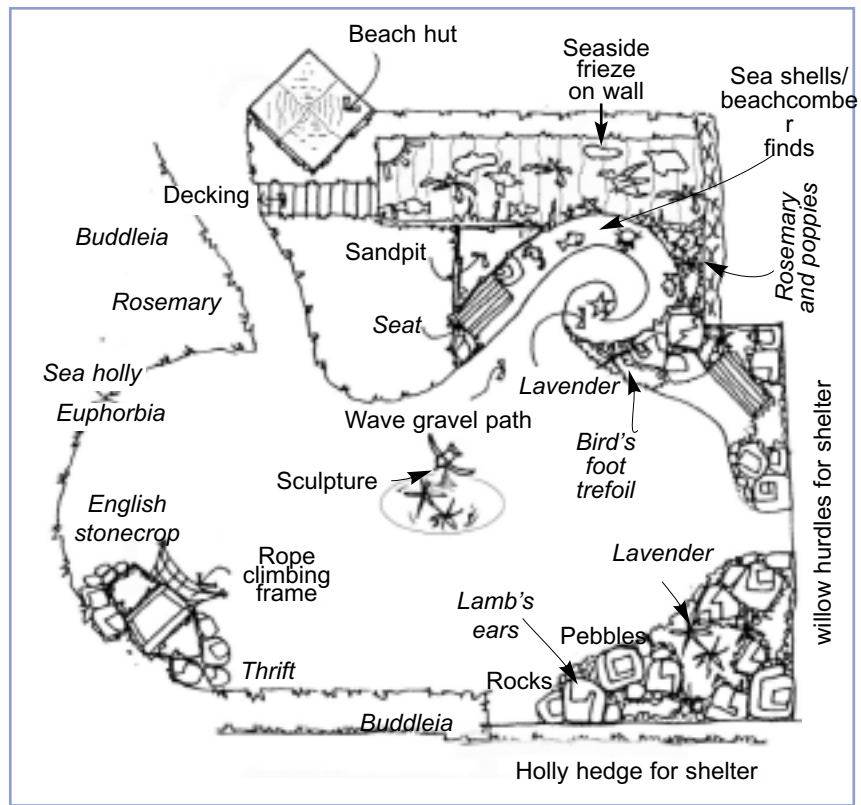 Beach hut
Seaside
frieze
on wall
Sea shells/
beachcombe
r
finds
Decking
Buddleia
Sandpit
Rosemary
and poppies
Rosemary
Seat
Sea holly
Lavender
Euphorbia
Wave gravel path
Bird's
foot
trefoil
Sculpture
willow hurdles for shelter
English
stonecrop
Rope
climbing
frame
Lavender
Lamb's
ears
Pebbles
Thrift
Rocks
Buddleia
Holly hedge for shelter